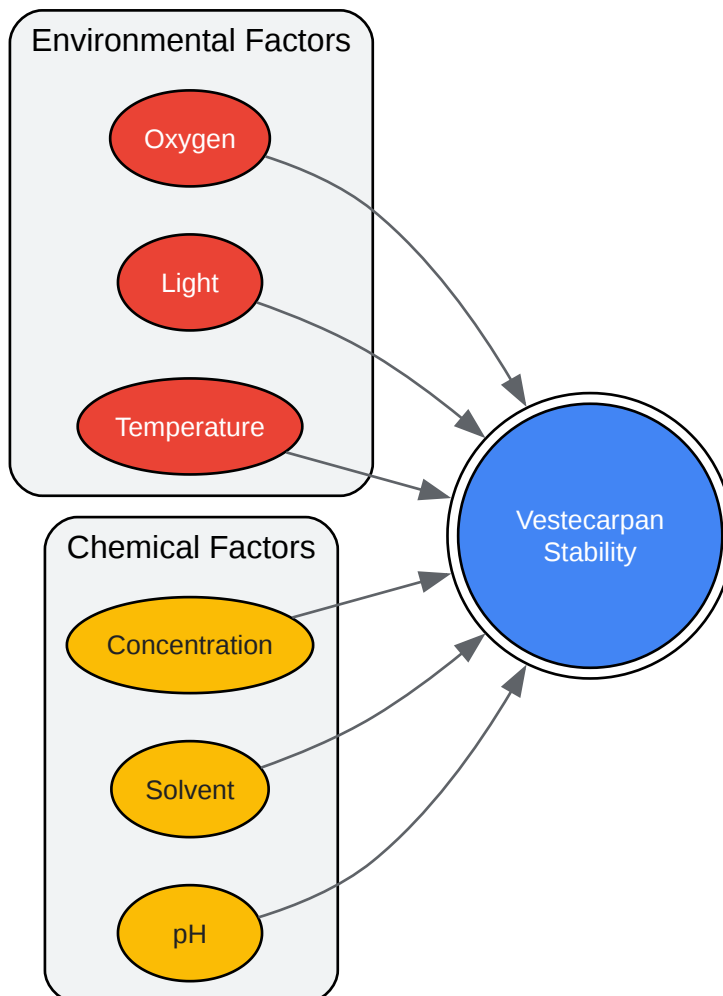 Environmental Factors
Oxygen
Light
Temperature
Vestecarpan
Stability
Chemical Factors
Concentration
Solvent
pH